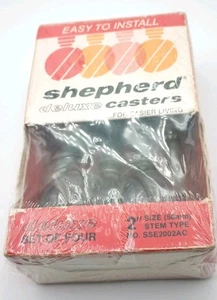 EASY TO INSTALL
shepherd
deluxe casters
FOR EASIER LIVING
deluxe
SET OF FOUR
2" SIZE (50mm)
STEM TYPE
NO. SSE2002AC